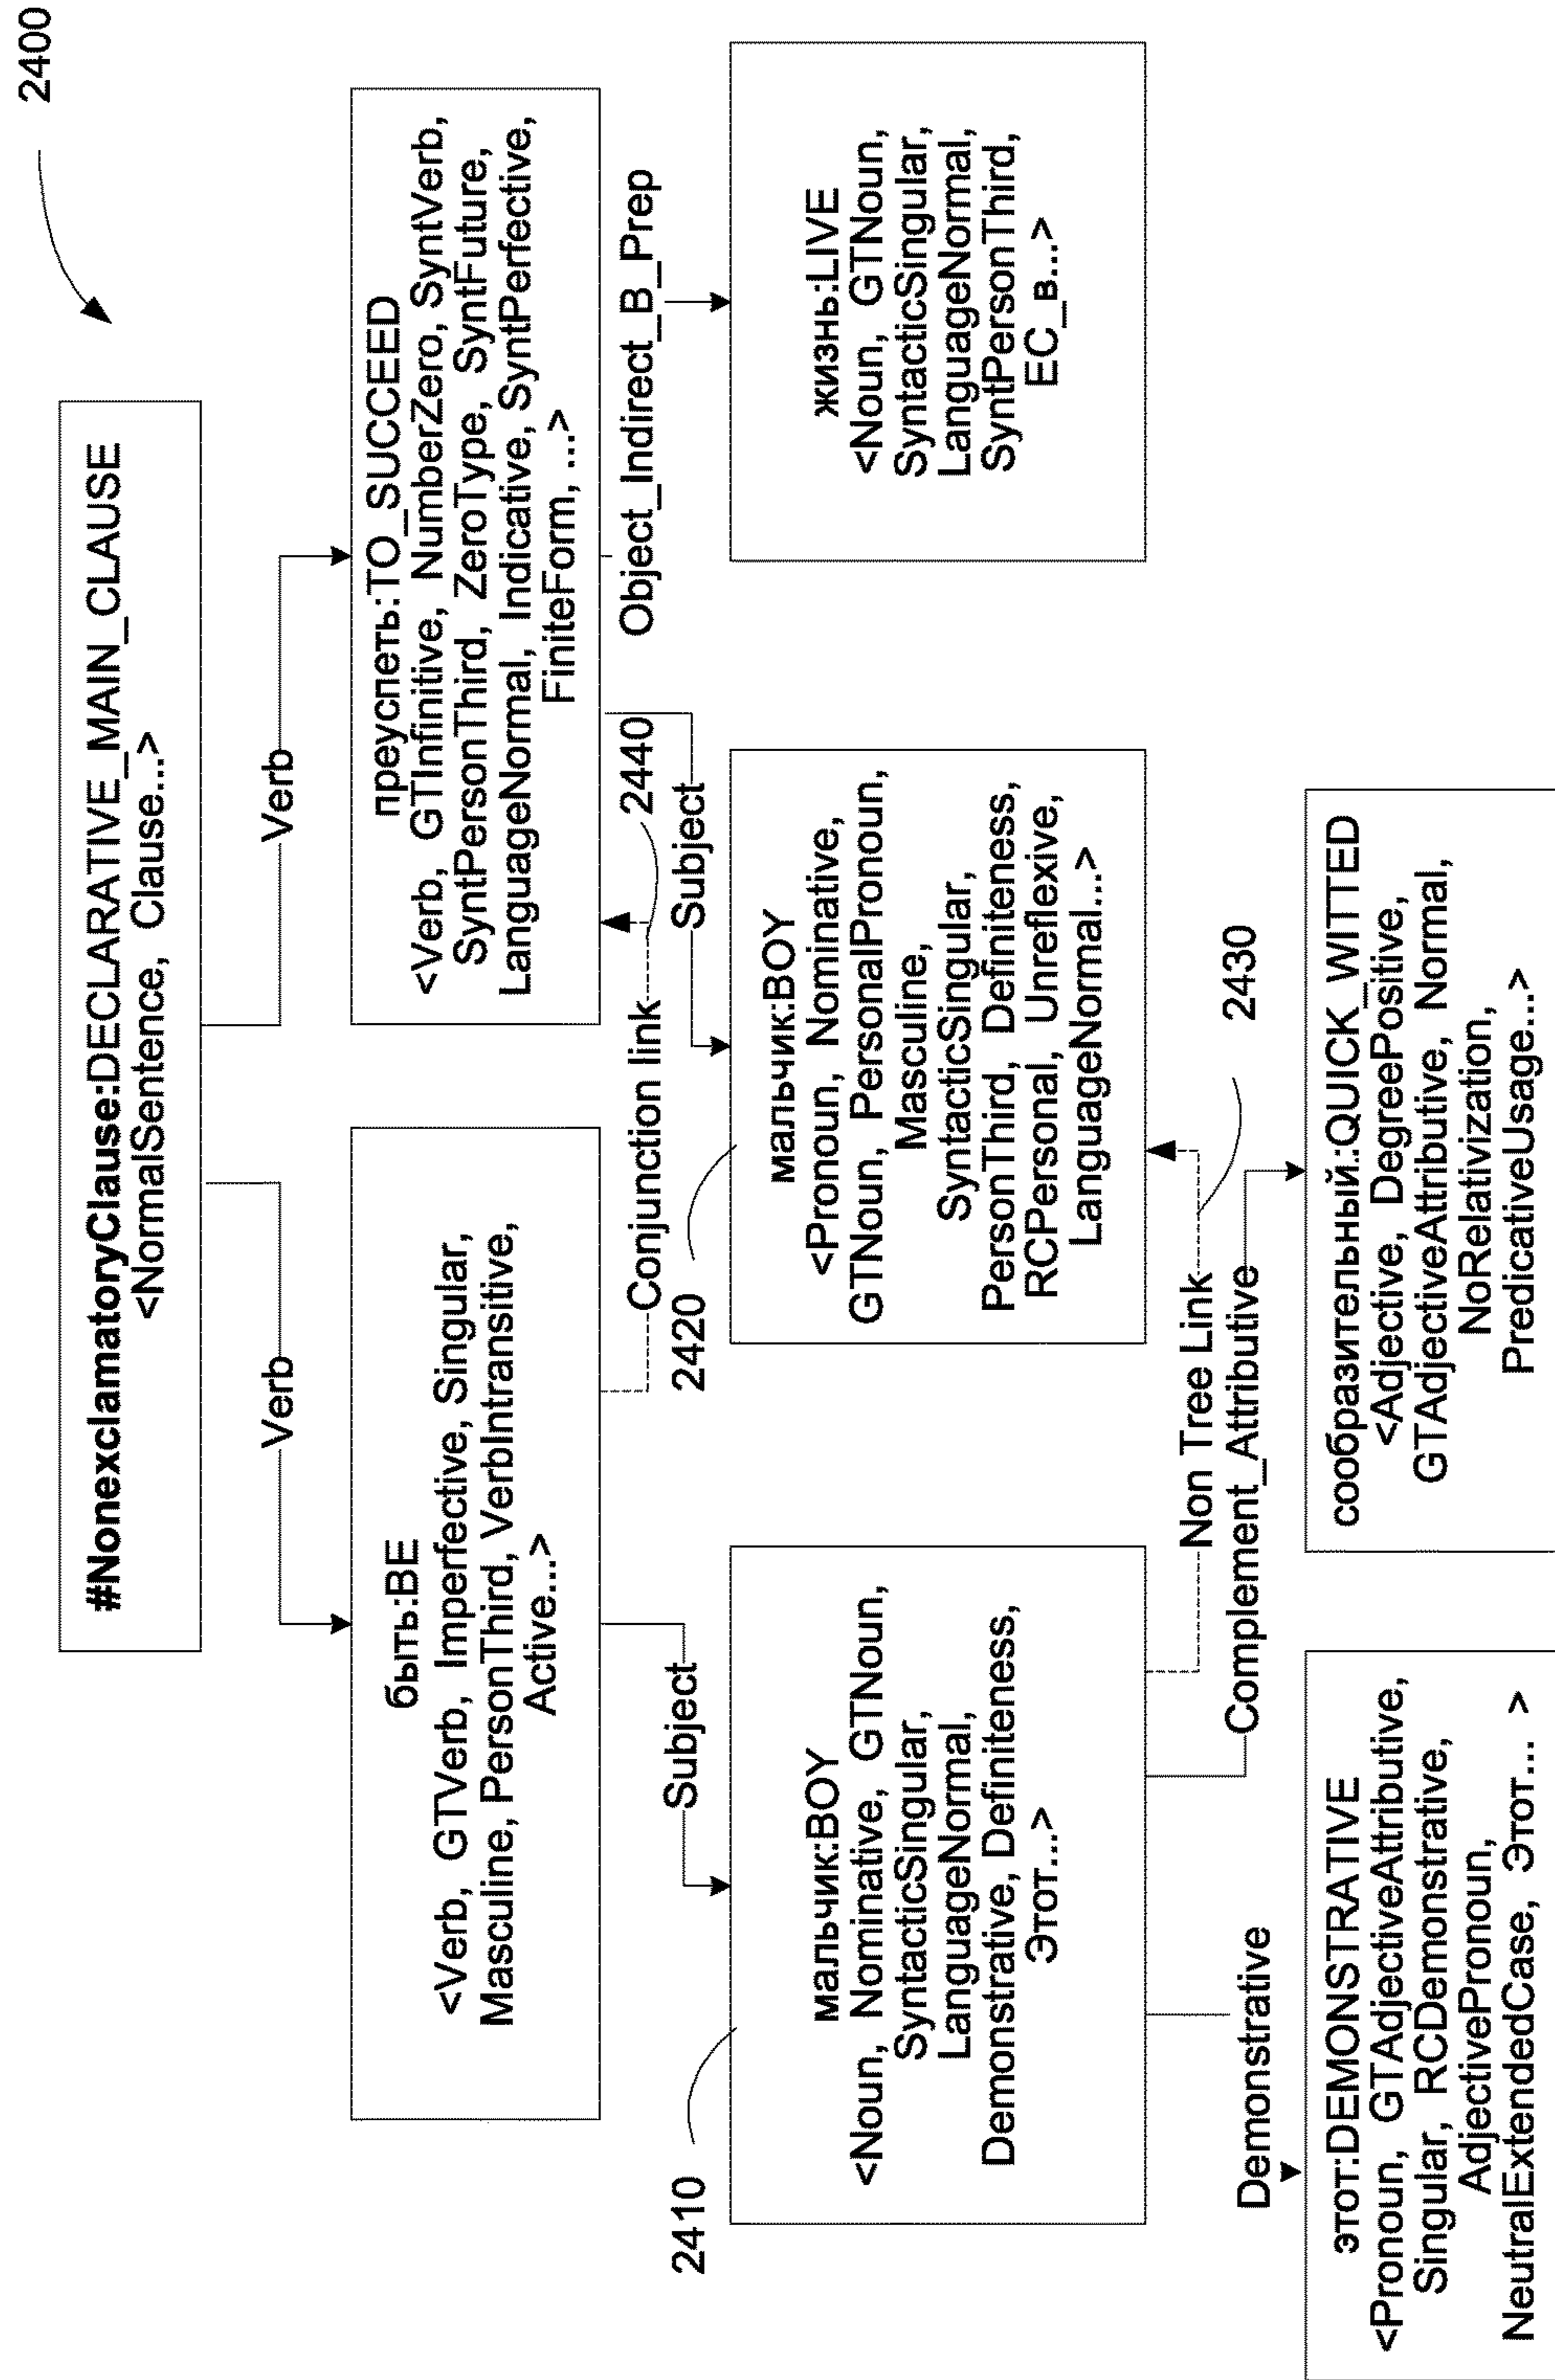 2400
#NonexclamatoryClause:DECLARATIVE_MAIN_CLAUSE
<NormalSentence, Clause...>
Verb
Verb
быть:BE
<Verb, GTVerb, Imperfective, Singular,
Masculine, PersonThird, VerbIntransitive,
Active...>
преуспеть:TO_SUCCEED
<Verb, GTInfinitive, NumberZero, SyntVerb,
SyntPersonThird, ZeroType, SyntFuture,
LanguageNormal, Indicative, SyntPerfective,
FiniteForm, ...>
Subject
Conjunction link
2440
Subject
Object_Indirect_B_Prep
2410
2420
мальчик:BOY
<Noun, Nominative, GTNoun,
SyntacticSingular,
LanguageNormal,
Demonstrative, Definiteness,
Этот...>
мальчик:BOY
<Pronoun, Nominative,
GTNoun, PersonalPronoun,
Masculine,
SyntacticSingular,
PersonThird, Definiteness,
RCPersonal, Unreflexive,
LanguageNormal...>
жизнь:LIVE
<Noun, GTNoun,
SyntacticSingular,
LanguageNormal,
SyntPersonThird,
EC_в...>
Demonstrative
Non Tree Link
Complement_Attributive
2430
этот:DEMONSTRATIVE
<Pronoun, GTAdjectiveAttributive,
Singular, RCDemonstrative,
AdjectivePronoun,
NeutralExtendedCase, Этот... >
сообразительный.:QUICK_WITTED
<Adjective, DegreePositive,
GTAdjectiveAttributive, Normal,
NoRelativization,
PredicativeUsage...>